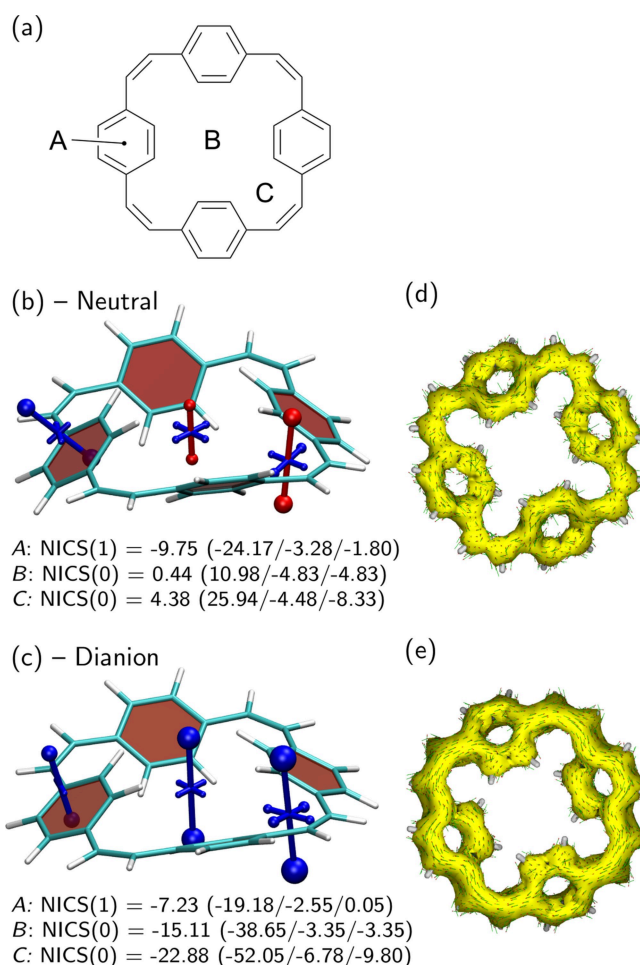 (a)
A
B
C
(b) – Neutral
(d)
A: NICS(1) = -9.75 (-24.17/-3.28/-1.80)
B: NICS(0) = 0.44 (10.98/-4.83/-4.83)
C: NICS(0) = 4.38 (25.94/-4.48/-8.33)
(c) – Dianion
(e)
A: NICS(1) = -7.23 (-19.18/-2.55/0.05)
B: NICS(0) = -15.11 (-38.65/-3.35/-3.35)
C: NICS(0) = -22.88 (-52.05/-6.78/-9.80)